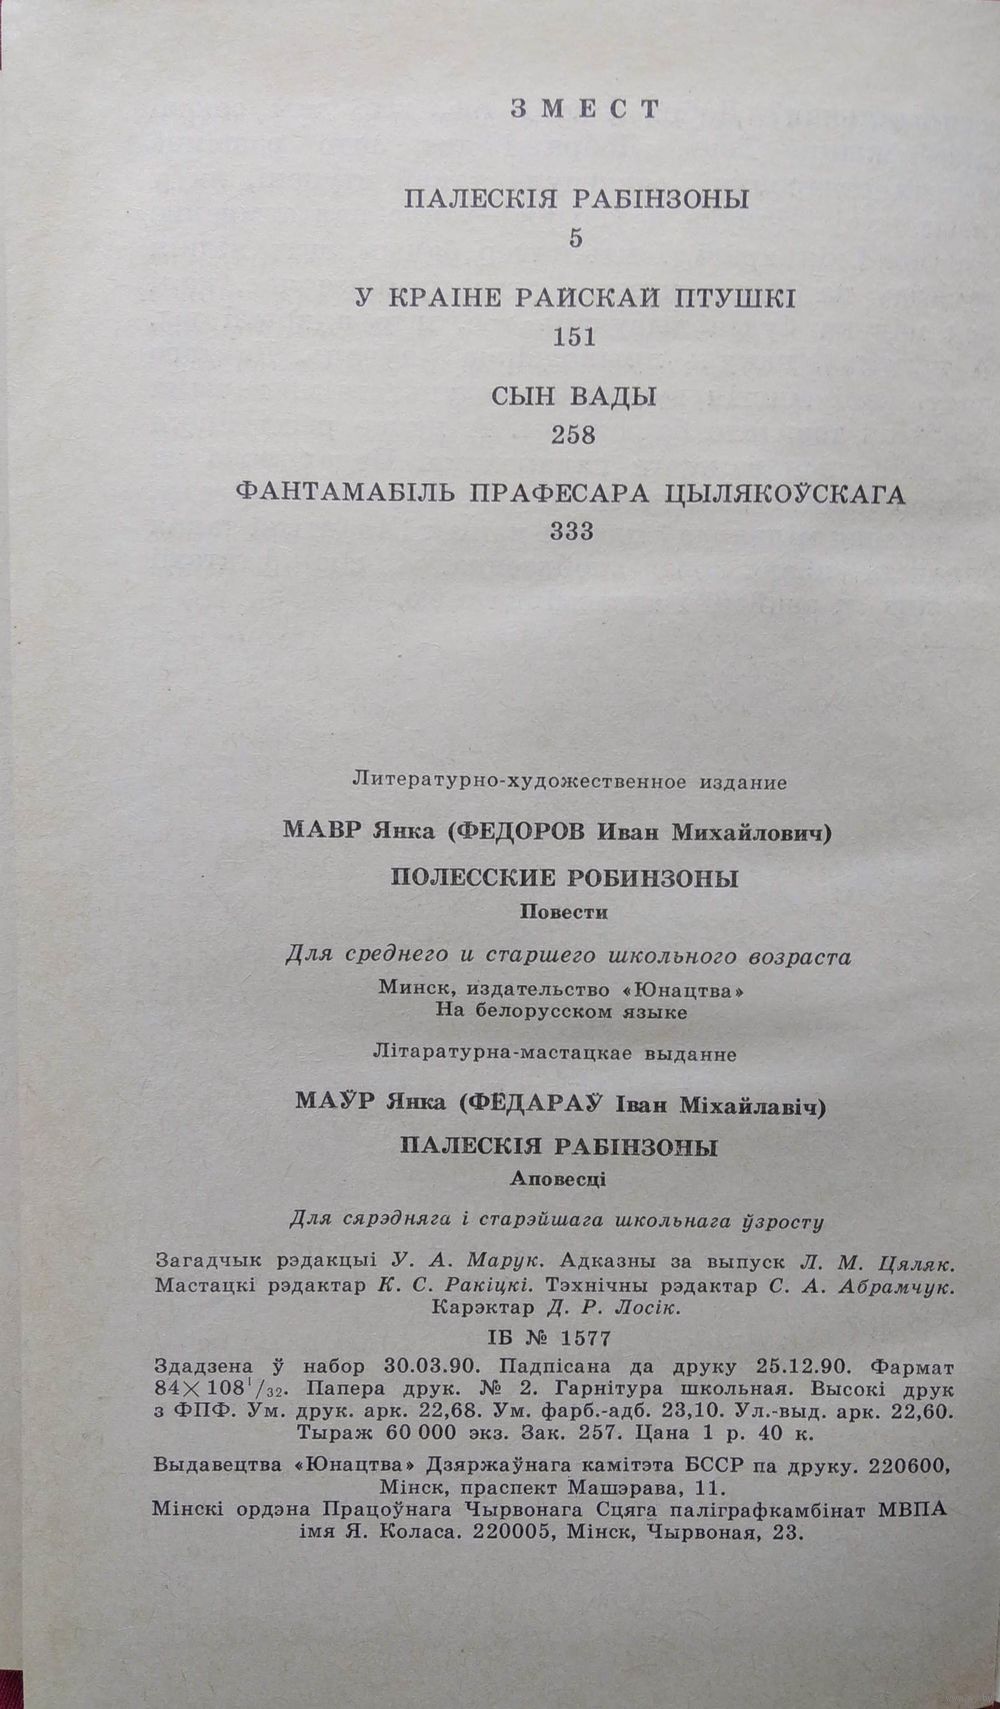 ЗМЕСТ
ПАЛЕСКІЯ РАБІНЗОНЫ
5
У КРАІНЕ РАЙСКАЙ ПТУШКІ
151
СЫН ВАДЫ
258
ФАНТАМАБІЛЬ ПРАФЕСАРА ЦЫЛЯКОЎСКАГА
333
Литературно-художественное издание
МАВР Янка (ФЕДОРОВ Иван Михайлович)
ПОЛЕССКИЕ РОБИНЗОНЫ
Повести
Для среднего и старшего школьного возраста
Минск, издательство «Юнацтва»
На белорусском языке
Літаратурна-мастацкае выданне
МАЎР Янка (ФЁДАРАЎ Іван Міхайлавіч)
ПАЛЕСКІЯ РАБІНЗОНЫ
Аповесці
Для сярэдняга і старэйшага школьнага ўзросту
Загадчык рэдакцыі У. А. Марук. Адказны за выпуск Л. М. Цяляк.
Мастацкі рэдактар К. С. Ракіцкі. Тэхнічны рэдактар С. А. Абрамчук.
Карэктар Д. Р. Лосік.
ІБ № 1577
Здадзена ў набор 30.03.90. Падпісана да друку 25.12.90. Фармат
84×108¹/₃₂. Папера друк. № 2. Гарнітура школьная. Высокі друк
з ФПФ. Ум. друк. арк. 22,68. Ум. фарб.-адб. 23,10. Ул.-выд. арк. 22,60.
Тыраж 60 000 экз. Зак. 257. Цана 1 р. 40 к.
Выдавецтва «Юнацтва» Дзяржаўнага камітэта БССР па друку. 220600,
Мінск, праспект Машэрава, 11.
Мінскі ордэна Працоўнага Чырвонага Сцяга паліграфкамбінат МВПА
імя Я. Коласа. 220005, Мінск, Чырвоная, 23.